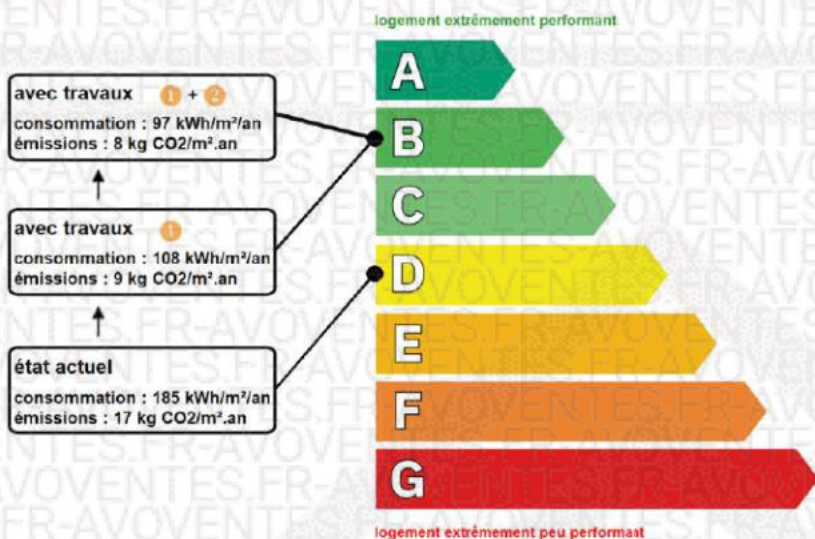 logement extrêmement performant
avec travaux 1 + 2
consommation : 97 kWh/m²/an
émissions : 8 kg CO2/m².an
avec travaux 1
consommation : 108 kWh/m²/an
émissions : 9 kg CO2/m².an
état actuel
consommation : 185 kWh/m²/an
émissions : 17 kg CO2/m².an
A
B
C
D
E
F
G
logement extrêmement peu performant
AVOVENTES.FR